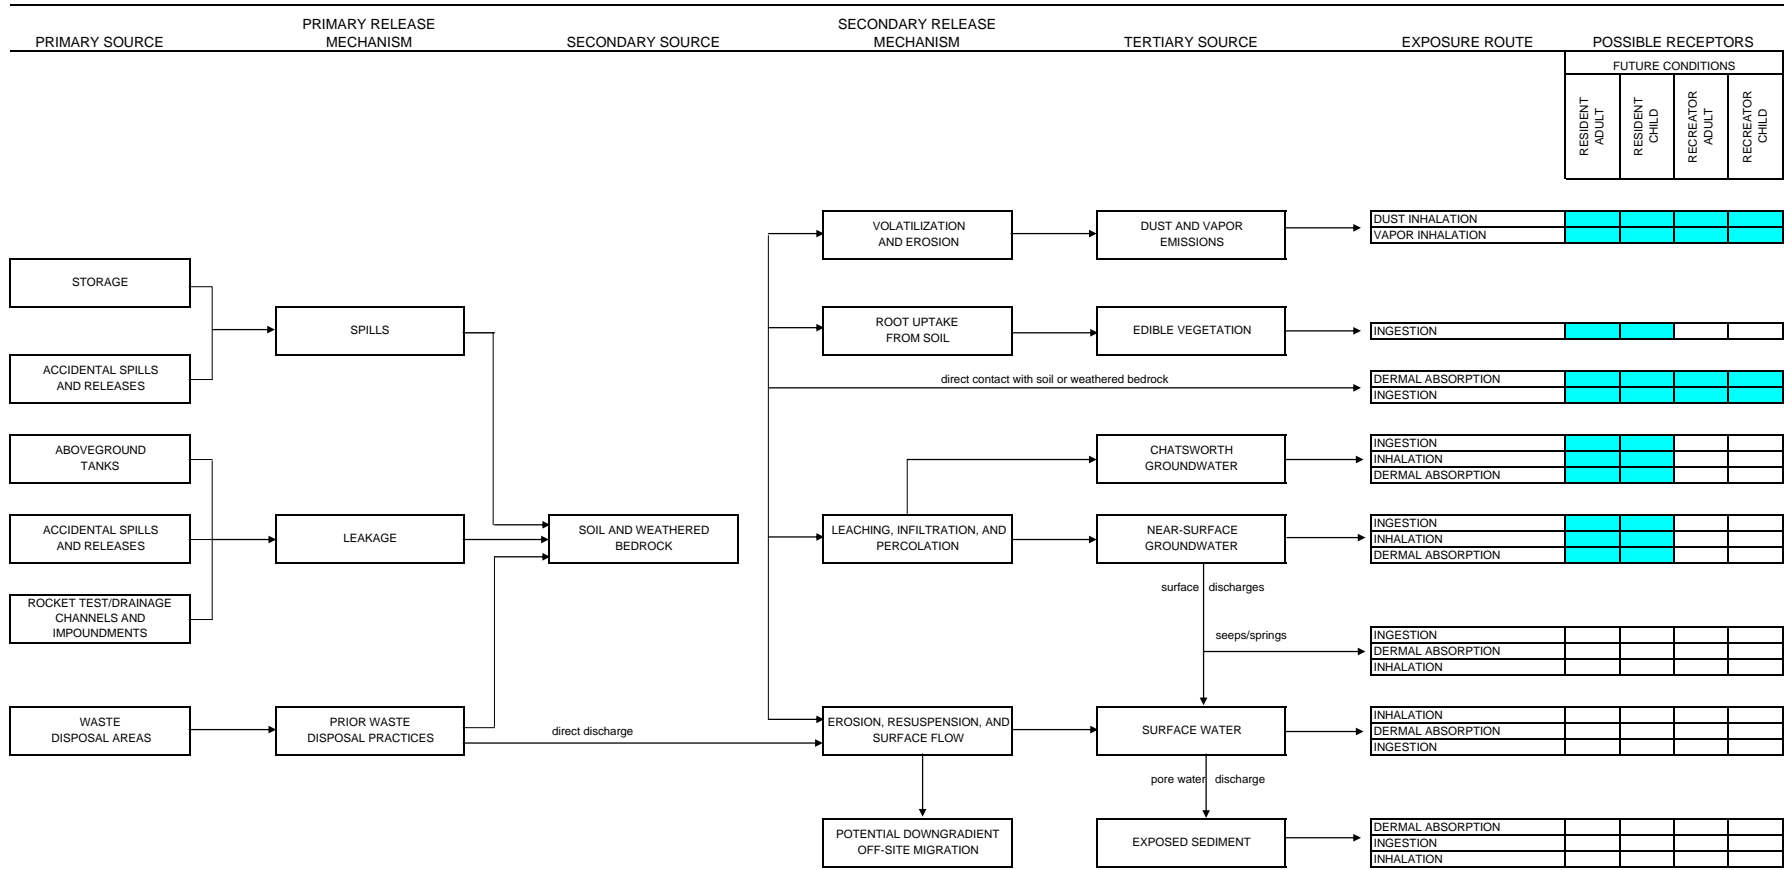 PRIMARY SOURCE
PRIMARY RELEASE
MECHANISM
SECONDARY SOURCE
SECONDARY RELEASE
MECHANISM
TERTIARY SOURCE
EXPOSURE ROUTE
POSSIBLE RECEPTORS
FUTURE CONDITIONS
RESIDENT
ADULT
RESIDENT
CHILD
RECREATOR
ADULT
RECREATOR
CHILD
VOLATILIZATION
AND EROSION
DUST AND VAPOR
EMISSIONS
DUST INHALATION
VAPOR INHALATION
STORAGE
SPILLS
ROOT UPTAKE
FROM SOIL
EDIBLE VEGETATION
INGESTION
ACCIDENTAL SPILLS
AND RELEASES
direct contact with soil or weathered bedrock
DERMAL ABSORPTION
INGESTION
ABOVEGROUND
TANKS
CHATSWORTH
GROUNDWATER
INGESTION
INHALATION
DERMAL ABSORPTION
ACCIDENTAL SPILLS
AND RELEASES
LEAKAGE
SOIL AND WEATHERED
BEDROCK
LEACHING, INFILTRATION, AND
PERCOLATION
NEAR-SURFACE
GROUNDWATER
INGESTION
INHALATION
DERMAL ABSORPTION
surface discharges
ROCKET TEST/DRAINAGE
CHANNELS AND
IMPOUNDMENTS
seeps/springs
INGESTION
DERMAL ABSORPTION
INHALATION
WASTE
DISPOSAL AREAS
PRIOR WASTE
DISPOSAL PRACTICES
direct discharge
EROSION, RESUSPENSION, AND
SURFACE FLOW
SURFACE WATER
INHALATION
DERMAL ABSORPTION
INGESTION
pore water discharge
POTENTIAL DOWNGRADIENT
OFF-SITE MIGRATION
EXPOSED SEDIMENT
DERMAL ABSORPTION
INGESTION
INHALATION